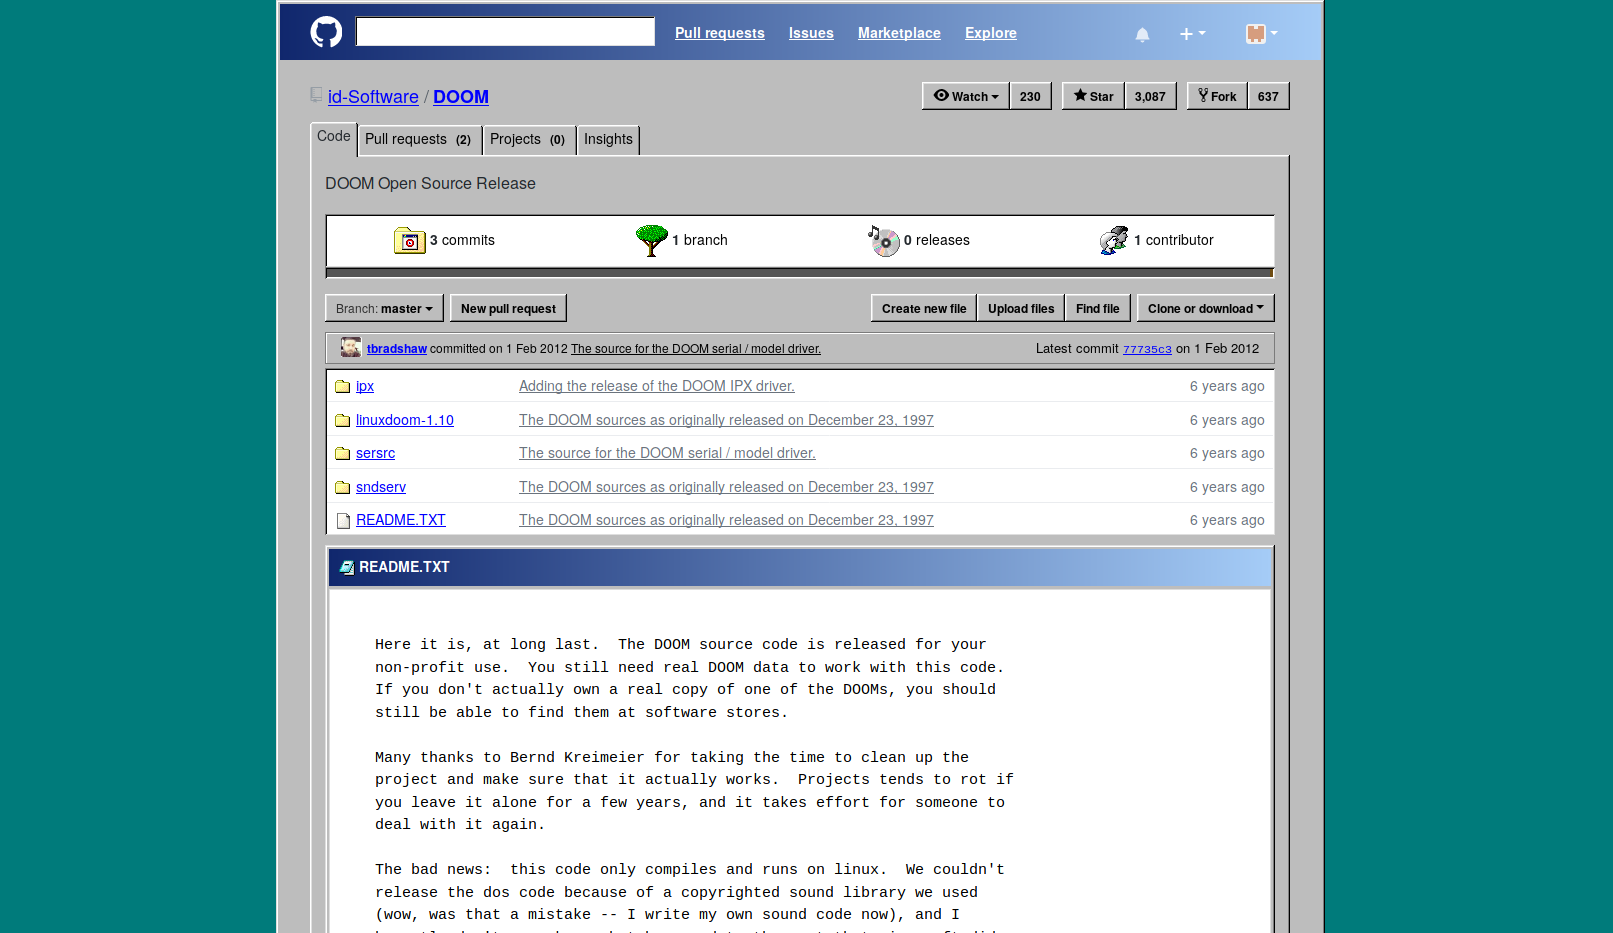 Pull requests Issues Marketplace Explore
id-Software / DOOM
Watch 230 Star 3,087 Fork 637
Code Pull requests (2) Projects (0) Insights
DOOM Open Source Release
3 commits 1 branch 0 releases 1 contributor
Branch: master New pull request Create new file Upload files Find file Clone or download
tbradshaw committed on 1 Feb 2012 The source for the DOOM serial / model driver. Latest commit 77735c3 on 1 Feb 2012
ipx Adding the release of the DOOM IPX driver. 6 years ago
linuxdoom-1.10 The DOOM sources as originally released on December 23, 1997 6 years ago
sersrc The source for the DOOM serial / model driver. 6 years ago
sndserv The DOOM sources as originally released on December 23, 1997 6 years ago
README.TXT The DOOM sources as originally released on December 23, 1997 6 years ago
README.TXT
Here it is, at long last.  The DOOM source code is released for your
non-profit use.  You still need real DOOM data to work with this code.
If you don't actually own a real copy of one of the DOOMs, you should
still be able to find them at software stores.
Many thanks to Bernd Kreimeier for taking the time to clean up the
project and make sure that it actually works.  Projects tends to rot if
you leave it alone for a few years, and it takes effort for someone to
deal with it again.
The bad news:  this code only compiles and runs on linux.  We couldn't
release the dos code because of a copyrighted sound library we used
(wow, was that a mistake -- I write my own sound code now), and I